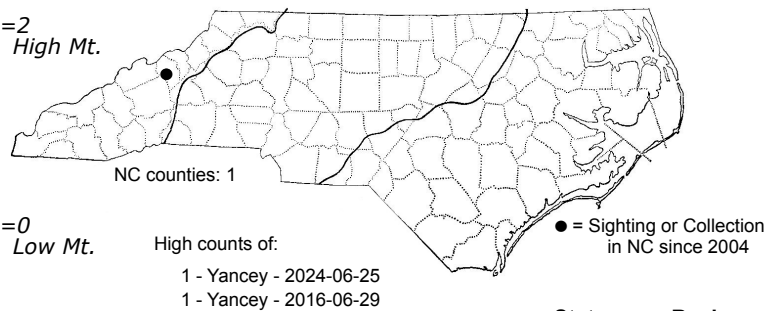 =2
High Mt.
NC counties: 1
=0
Low Mt.
High counts of:
1 - Yancey - 2024-06-25
1 - Yancey - 2016-06-29
● = Sighting or Collection
in NC since 2004